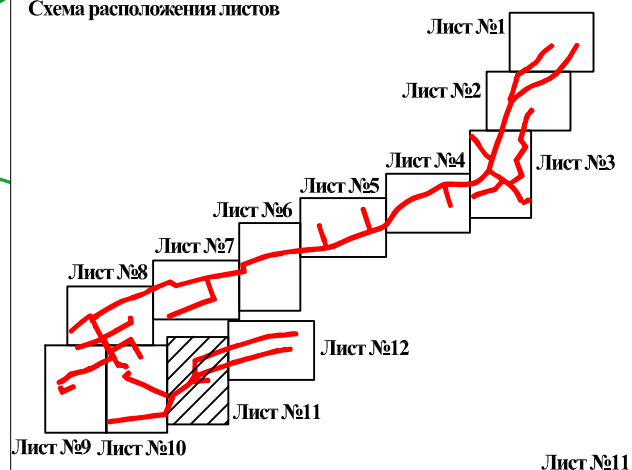 Схема расположения листов
Лист №1
Лист №2
Лист №3
Лист №4
Лист №5
Лист №6
Лист №7
Лист №8
Лист №12
Лист №11
Лист №9 Лист №10
Лист №11